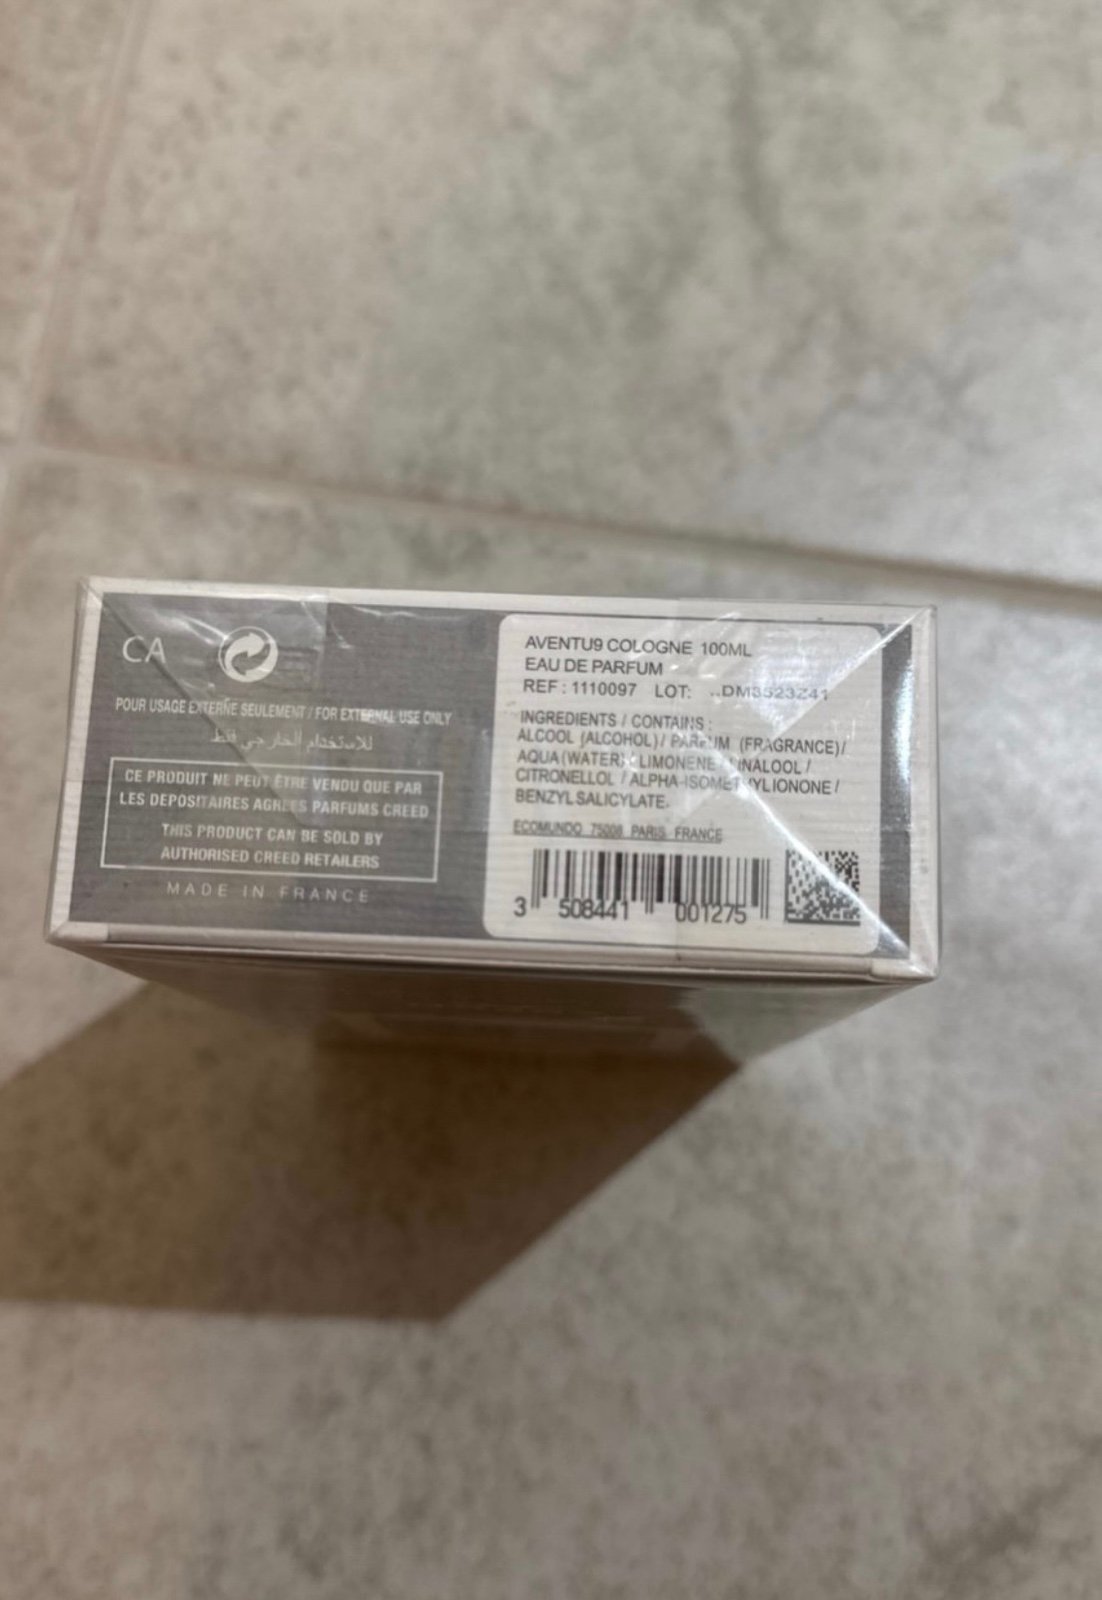 CA
POUR USAGE EXTERNE SEULEMENT / FOR EXTERNAL USE ONLY
للاستخدام الخارجي فقط
CE PRODUIT NE PEUT ÊTRE VENDU QUE PAR
LES DEPOSITAIRES AGREES PARFUMS CREED
THIS PRODUCT CAN BE SOLD BY
AUTHORISED CREED RETAILERS
MADE IN FRANCE
AVENTU9 COLOGNE 100ML
EAU DE PARFUM
REF : 1110097 LOT:
INGREDIENTS / CONTAINS :
ALCOOL (ALCOHOL) / PARFUM (FRAGRANCE) /
AQUA (WATER) / LIMONENE / LINALOOL /
CITRONELLOL / ALPHA-ISOMETHYLIONONE /
BENZYL SALICYLATE.
ECOMUNDO 75008 PARIS FRANCE
3 508441 001275